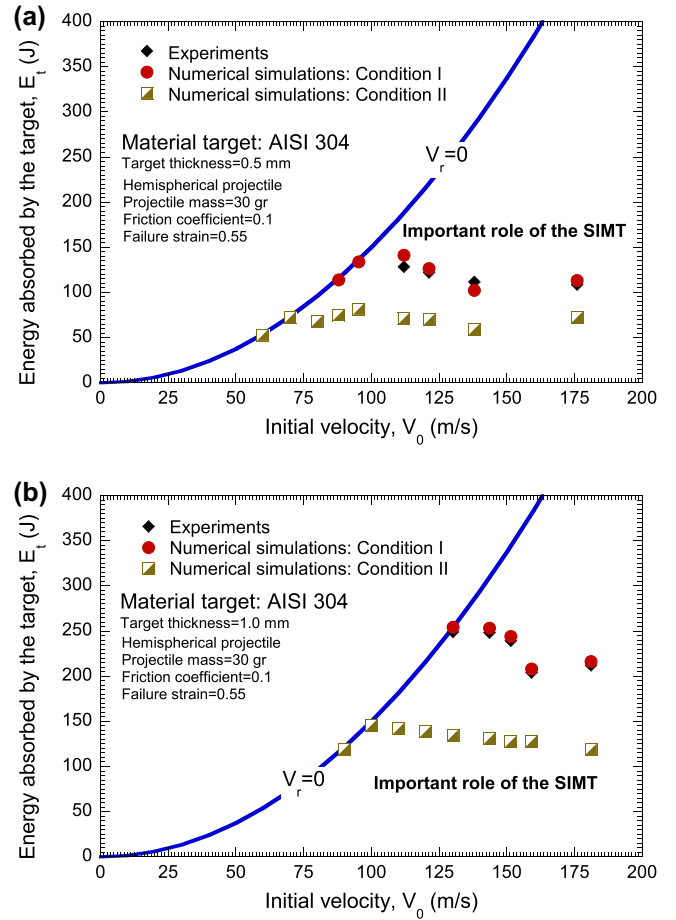 (a)
400
350
300
250
200
150
100
50
0
Energy absorbed by the target, E_t (J)
Experiments
Numerical simulations: Condition I
Numerical simulations: Condition II
Material target: AISI 304
Target thickness=0.5 mm
Hemispherical projectile
Projectile mass=30 gr
Friction coefficient=0.1
Failure strain=0.55
V_r=0
Important role of the SIMT
0 25 50 75 100 125 150 175 200
Initial velocity, V_0 (m/s)
(b)
400
350
300
250
200
150
100
50
0
Energy absorbed by the target, E_t (J)
Experiments
Numerical simulations: Condition I
Numerical simulations: Condition II
Material target: AISI 304
Target thickness=1.0 mm
Hemispherical projectile
Projectile mass=30 gr
Friction coefficient=0.1
Failure strain=0.55
V_r=0
Important role of the SIMT
0 25 50 75 100 125 150 175 200
Initial velocity, V_0 (m/s)